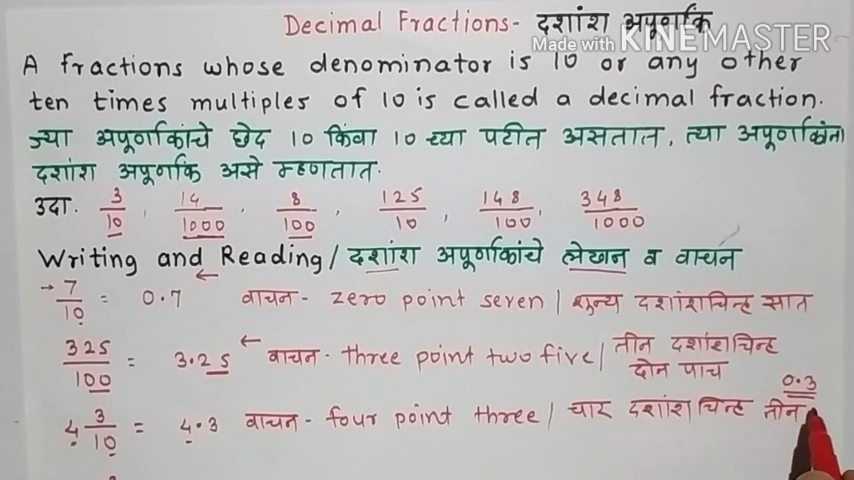 Decimal Fractions- दशांश अपूर्णांक
Made with KINEMASTER
A fractions whose denominator is 10 or any other
ten times multiples of 10 is called a decimal fraction.
ज्या अपूर्णांकांचे छेद 10 किंवा 10 च्या पटीत असतात, त्या अपूर्णांकांना
दशांश अपूर्णांक असे म्हणतात.
उदा. 3/10, 14/1000, 8/100, 125/10, 148/100, 348/1000
Writing and Reading/ दशांश अपूर्णांकांचे लेखन व वाचन
→ 7/10 = 0.7 ← वाचन- zero point seven / शून्य दशांशचिन्ह सात
325/100 = 3.25 ← वाचन- three point two five/ तीन दशांशचिन्ह
दोन पाच
0.3
4 3/10 = 4.3 वाचन- four point three/ चार दशांशचिन्ह तीन